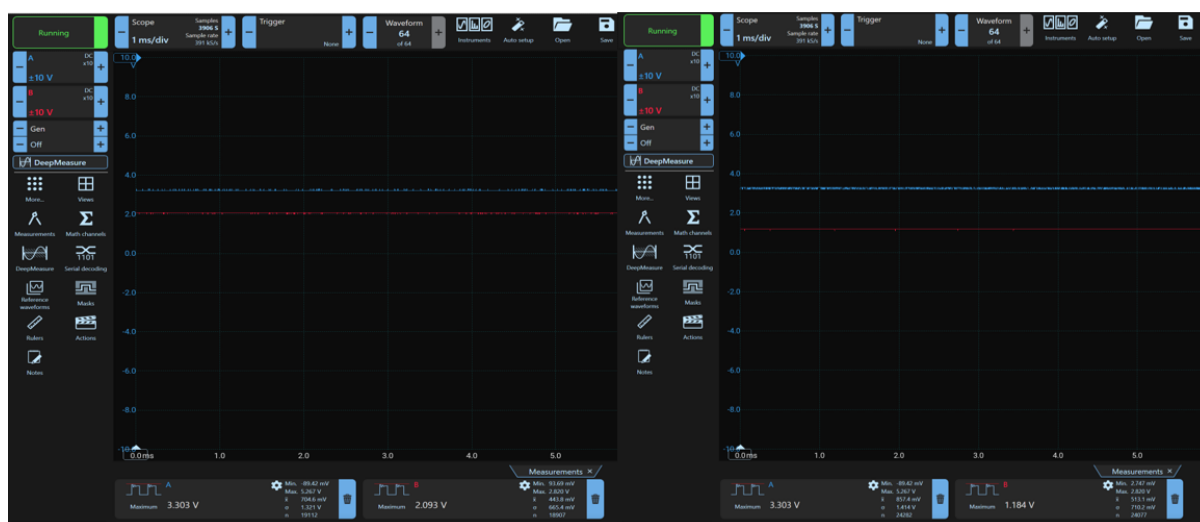 Running
Scope
1 ms/div
Samples
3906 S
Sample rate
391 kS/s
Trigger
None
Waveform
64
of 64
Instruments
Auto setup
Open
Save
A
DC
x10
±10 V
B
DC
x10
±10 V
Gen
Off
DeepMeasure
More...
Views
Measurements
Math channels
DeepMeasure
Serial decoding
Reference waveforms
Masks
Rulers
Actions
Notes
10.0
8.0
6.0
4.0
2.0
0.0
-2.0
-4.0
-6.0
-8.0
0.0 ms
1.0
2.0
3.0
4.0
5.0
Measurements ×
A
Maximum 3.303 V
Min. -89.42 mV
Max. 5.267 V
x̄ 704.6 mV
σ 1.321 V
n 19112
B
Maximum 2.093 V
Min. 93.69 mV
Max. 2.820 V
x̄ 443.8 mV
σ 665.4 mV
n 18907
Running
Scope
1 ms/div
Samples
3906 S
Sample rate
391 kS/s
Trigger
None
Waveform
64
of 64
Instruments
Auto setup
Open
Save
A
DC
x10
±10 V
B
DC
x10
±10 V
Gen
Off
DeepMeasure
More...
Views
Measurements
Math channels
DeepMeasure
Serial decoding
Reference waveforms
Masks
Rulers
Actions
Notes
10.0
8.0
6.0
4.0
2.0
0.0
-2.0
-4.0
-6.0
-8.0
0.0 ms
1.0
2.0
3.0
4.0
5.0
Measurements ×
A
Maximum 3.303 V
Min. -89.42 mV
Max. 5.267 V
x̄ 857.4 mV
σ 1.414 V
n 24282
B
Maximum 1.184 V
Min. 2.747 mV
Max. 2.820 V
x̄ 513.1 mV
σ 710.2 mV
n 24077